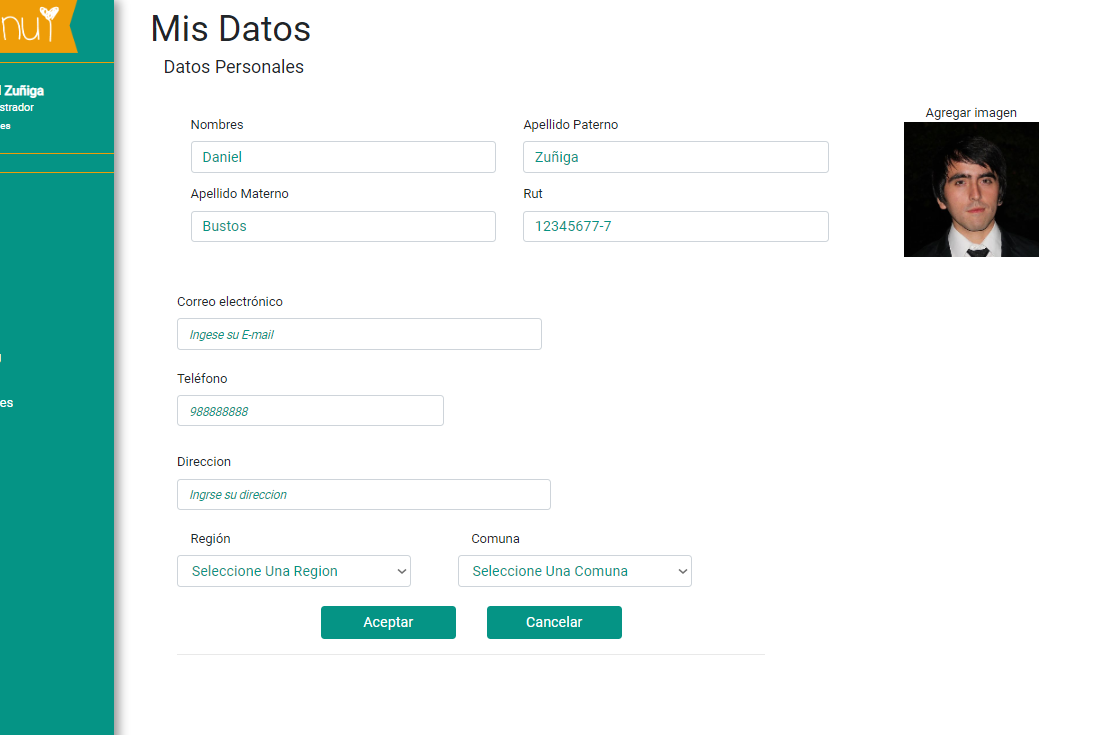 nui
Zuñiga
strador
es
es
Mis Datos
Datos Personales
Agregar imagen
Nombres
Apellido Paterno
Daniel
Zuñiga
Apellido Materno
Rut
Bustos
12345677-7
Correo electrónico
Ingese su E-mail
Teléfono
988888888
Direccion
Ingrse su direccion
Región
Comuna
Seleccione Una Region
Seleccione Una Comuna
Aceptar
Cancelar